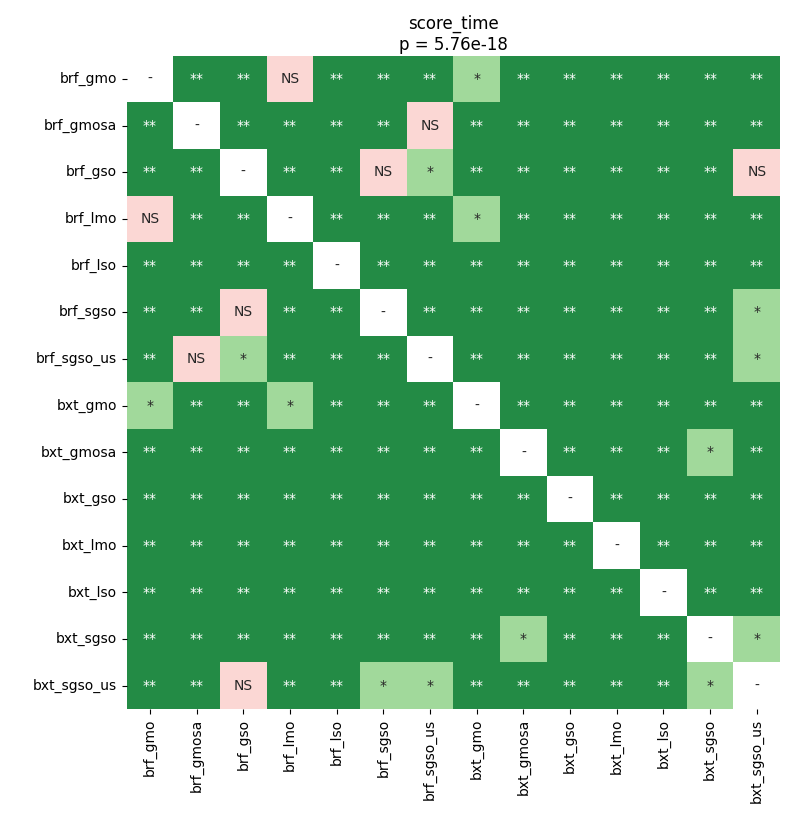 score_time
p = 5.76e-18
brf_gmo - ** ** NS ** ** ** * ** ** ** ** ** **
brf_gmosa ** - ** ** ** ** NS ** ** ** ** ** ** **
brf_gso ** ** - ** ** NS * ** ** ** ** ** ** NS
brf_lmo NS ** ** - ** ** ** * ** ** ** ** ** **
brf_lso ** ** ** ** - ** ** ** ** ** ** ** ** **
brf_sgso ** ** NS ** ** - ** ** ** ** ** ** ** *
brf_sgso_us ** NS * ** ** ** - ** ** ** ** ** ** *
bxt_gmo * ** ** * ** ** ** - ** ** ** ** ** **
bxt_gmosa ** ** ** ** ** ** ** ** - ** ** ** * **
bxt_gso ** ** ** ** ** ** ** ** ** - ** ** ** **
bxt_lmo ** ** ** ** ** ** ** ** ** ** - ** ** **
bxt_lso ** ** ** ** ** ** ** ** ** ** ** - ** **
bxt_sgso ** ** ** ** ** ** ** ** * ** ** ** - *
bxt_sgso_us ** ** NS ** ** * * ** ** ** ** ** * -
brf_gmo
brf_gmosa
brf_gso
brf_lmo
brf_lso
brf_sgso
brf_sgso_us
bxt_gmo
bxt_gmosa
bxt_gso
bxt_lmo
bxt_lso
bxt_sgso
bxt_sgso_us